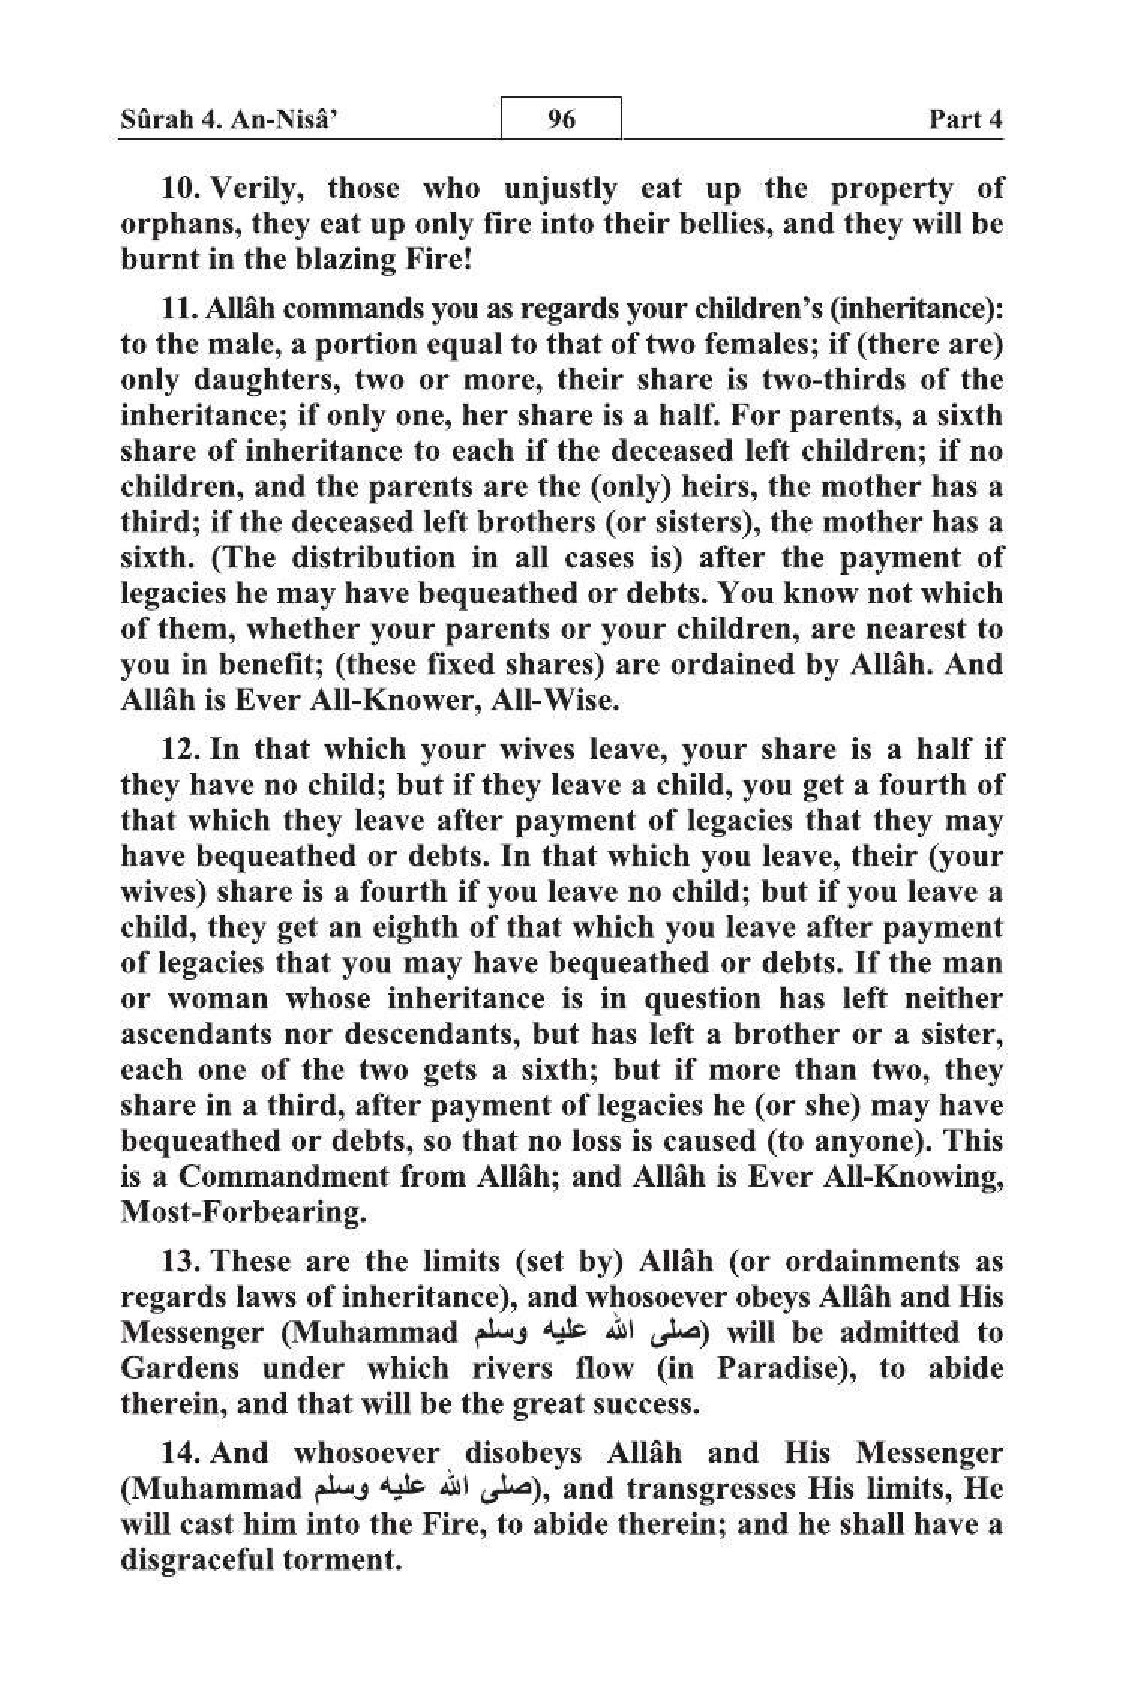 Sûrah 4. An-Nisâ’ 96 Part 4
10. Verily, those who unjustly eat up the property of
orphans, they eat up only fire into their bellies, and they will be
burnt in the blazing Fire!
11. Allâh commands you as regards your children’s (inheritance):
to the male, a portion equal to that of two females; if (there are)
only daughters, two or more, their share is two-thirds of the
inheritance; if only one, her share is a half. For parents, a sixth
share of inheritance to each if the deceased left children; if no
children, and the parents are the (only) heirs, the mother has a
third; if the deceased left brothers (or sisters), the mother has a
sixth. (The distribution in all cases is) after the payment of
legacies he may have bequeathed or debts. You know not which
of them, whether your parents or your children, are nearest to
you in benefit; (these fixed shares) are ordained by Allâh. And
Allâh is Ever All-Knower, All-Wise.
12. In that which your wives leave, your share is a half if
they have no child; but if they leave a child, you get a fourth of
that which they leave after payment of legacies that they may
have bequeathed or debts. In that which you leave, their (your
wives) share is a fourth if you leave no child; but if you leave a
child, they get an eighth of that which you leave after payment
of legacies that you may have bequeathed or debts. If the man
or woman whose inheritance is in question has left neither
ascendants nor descendants, but has left a brother or a sister,
each one of the two gets a sixth; but if more than two, they
share in a third, after payment of legacies he (or she) may have
bequeathed or debts, so that no loss is caused (to anyone). This
is a Commandment from Allâh; and Allâh is Ever All-Knowing,
Most-Forbearing.
13. These are the limits (set by) Allâh (or ordainments as
regards laws of inheritance), and whosoever obeys Allâh and His
Messenger (Muhammad صلى الله عليه وسلم) will be admitted to
Gardens under which rivers flow (in Paradise), to abide
therein, and that will be the great success.
14. And whosoever disobeys Allâh and His Messenger
(Muhammad صلى الله عليه وسلم), and transgresses His limits, He
will cast him into the Fire, to abide therein; and he shall have a
disgraceful torment.